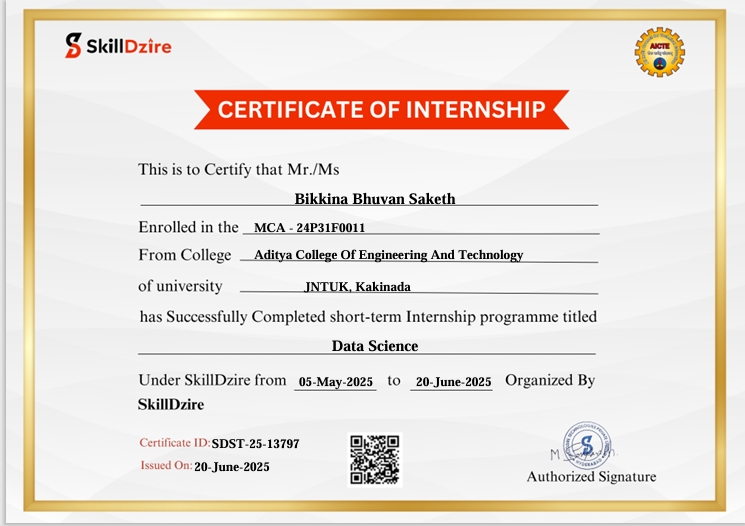 SkillDzire
AICTE
CERTIFICATE OF INTERNSHIP
This is to Certify that Mr./Ms
Bikkina Bhuvan Saketh
Enrolled in the MCA - 24P31F0011
From College Aditya College Of Engineering And Technology
of university JNTUK, Kakinada
has Successfully Completed short-term Internship programme titled
Data Science
Under SkillDzire from 05-May-2025 to 20-June-2025 Organized By
SkillDzire
Certificate ID: SDST-25-13797
Issued On: 20-June-2025
Authorized Signature